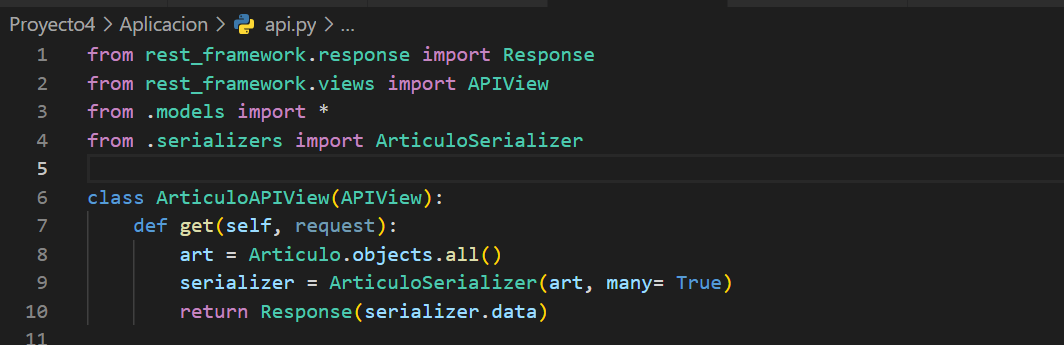 Proyecto4 > Aplicacion > api.py > ...
1 from rest_framework.response import Response
2 from rest_framework.views import APIView
3 from .models import *
4 from .serializers import ArticuloSerializer
5
6 class ArticuloAPIView(APIView):
7     def get(self, request):
8         art = Articulo.objects.all()
9         serializer = ArticuloSerializer(art, many= True)
10         return Response(serializer.data)
11